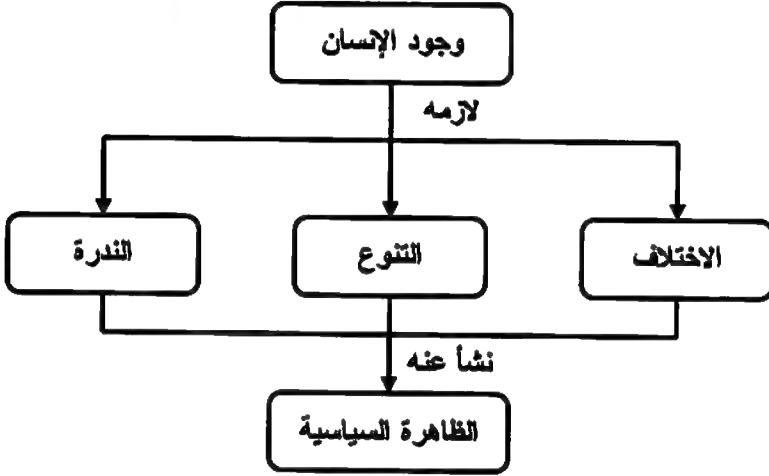 وجود الإنسان
لازمه
الاختلاف
التنوع
الندرة
نشأ عنه
الظاهرة السياسية